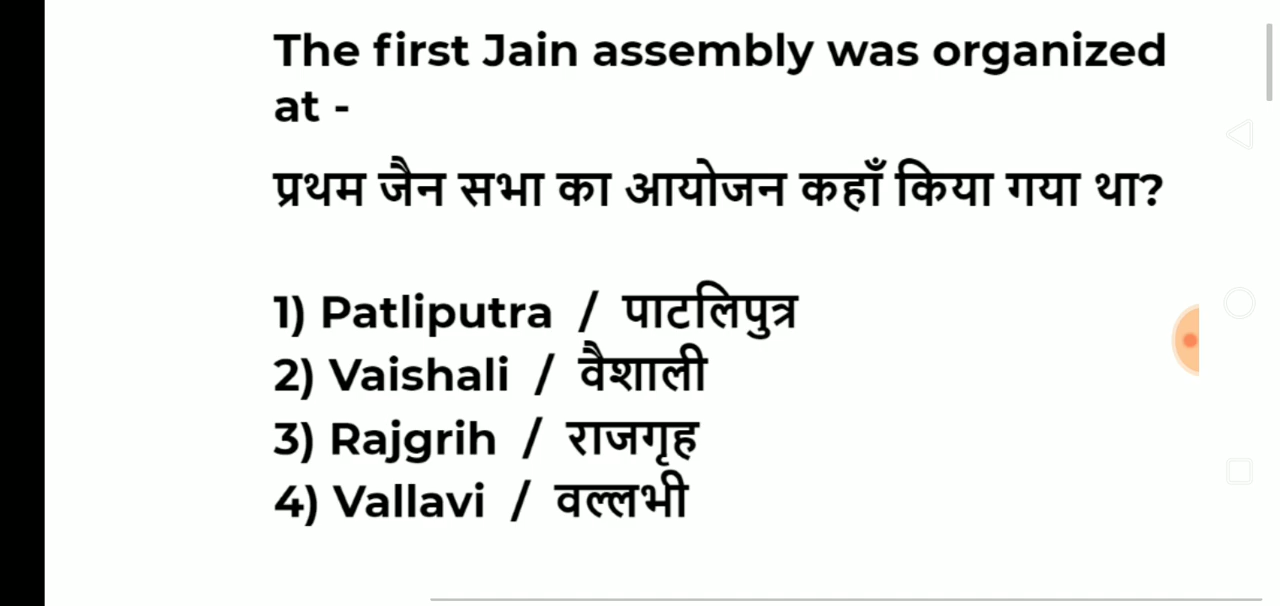 The first Jain assembly was organized
at -
प्रथम जैन सभा का आयोजन कहाँ किया गया था?
1) Patliputra / पाटलिपुत्र
2) Vaishali / वैशाली
3) Rajgrih / राजगृह
4) Vallavi / वल्लभी